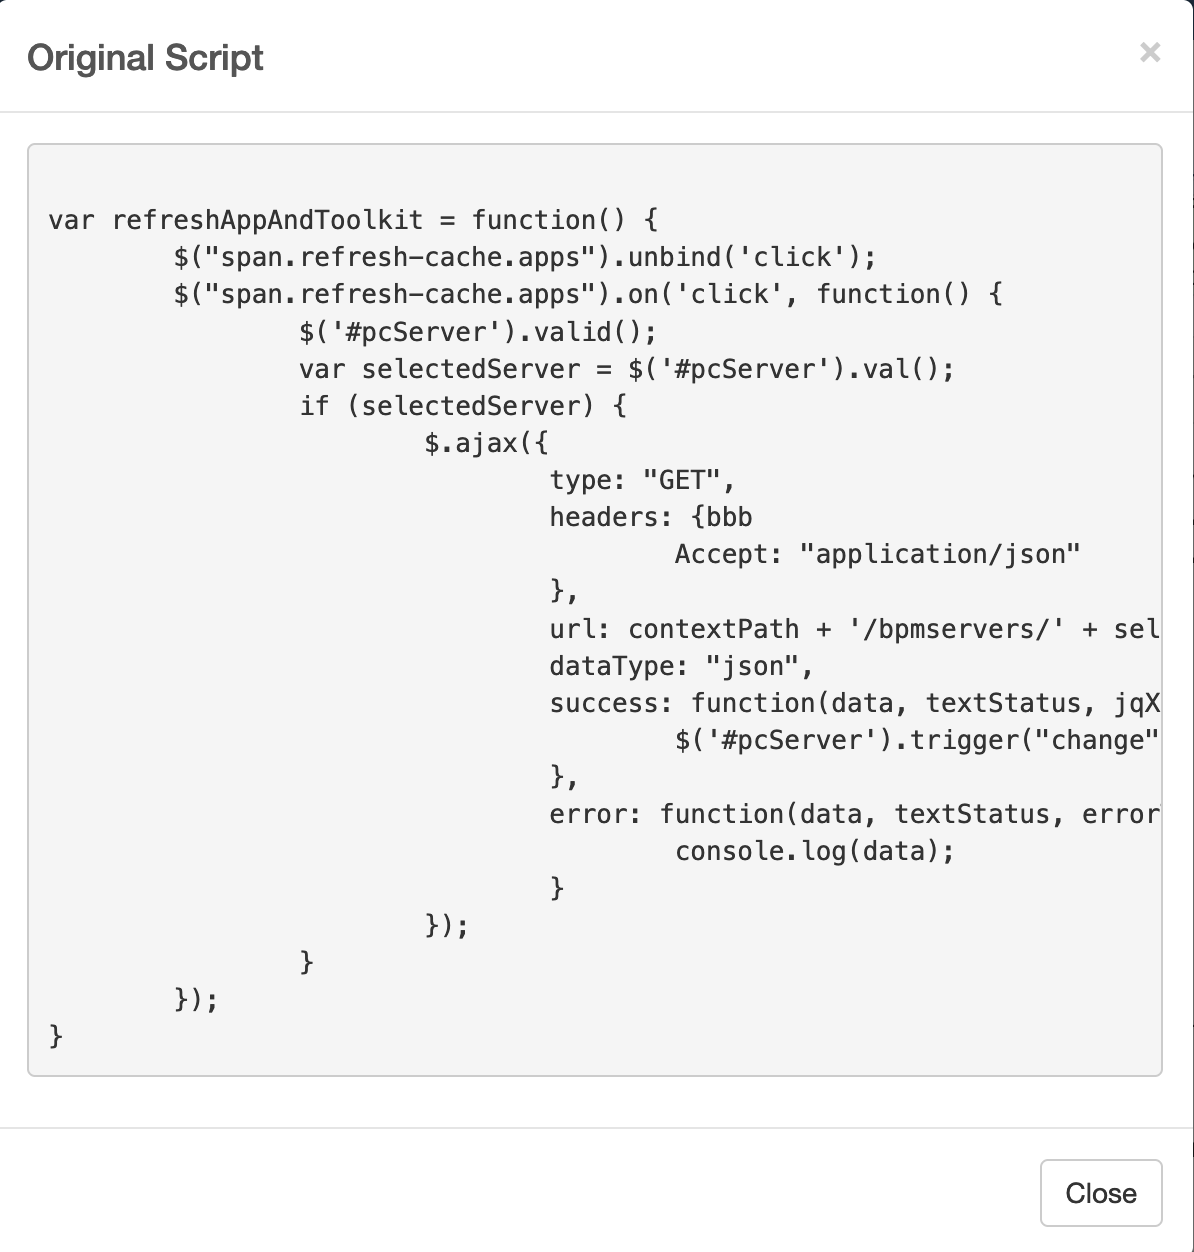 Original Script
×
var refreshAppAndToolkit = function() {
$("span.refresh-cache.apps").unbind('click');
$("span.refresh-cache.apps").on('click', function() {
$('#pcServer').valid();
var selectedServer = $('#pcServer').val();
if (selectedServer) {
$.ajax({
type: "GET",
headers: {bbb
Accept: "application/json"
},
url: contextPath + '/bpmservers/' + sel
dataType: "json",
success: function(data, textStatus, jqX
$('#pcServer').trigger("change"
},
error: function(data, textStatus, error
console.log(data);
}
});
}
});
}
Close